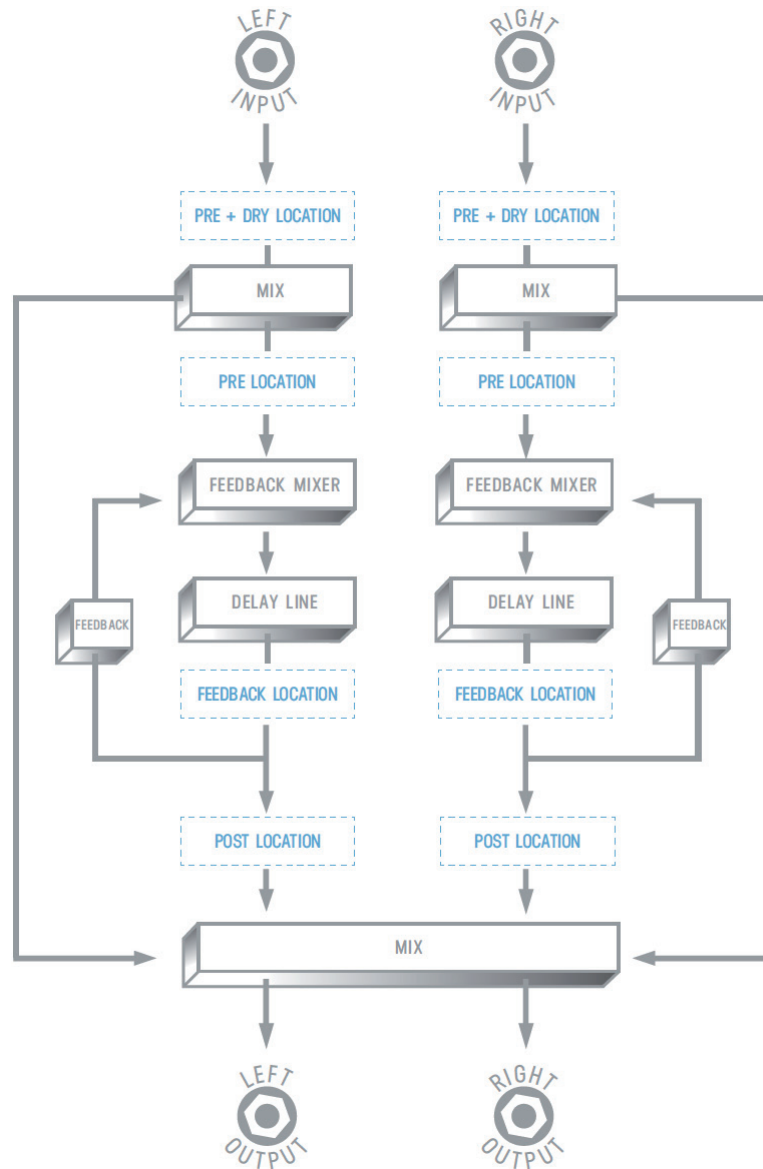 LEFT
INPUT
RIGHT
INPUT
PRE + DRY LOCATION
PRE + DRY LOCATION
MIX
MIX
PRE LOCATION
PRE LOCATION
FEEDBACK MIXER
FEEDBACK MIXER
DELAY LINE
DELAY LINE
FEEDBACK
FEEDBACK
FEEDBACK LOCATION
FEEDBACK LOCATION
POST LOCATION
POST LOCATION
MIX
LEFT
OUTPUT
RIGHT
OUTPUT